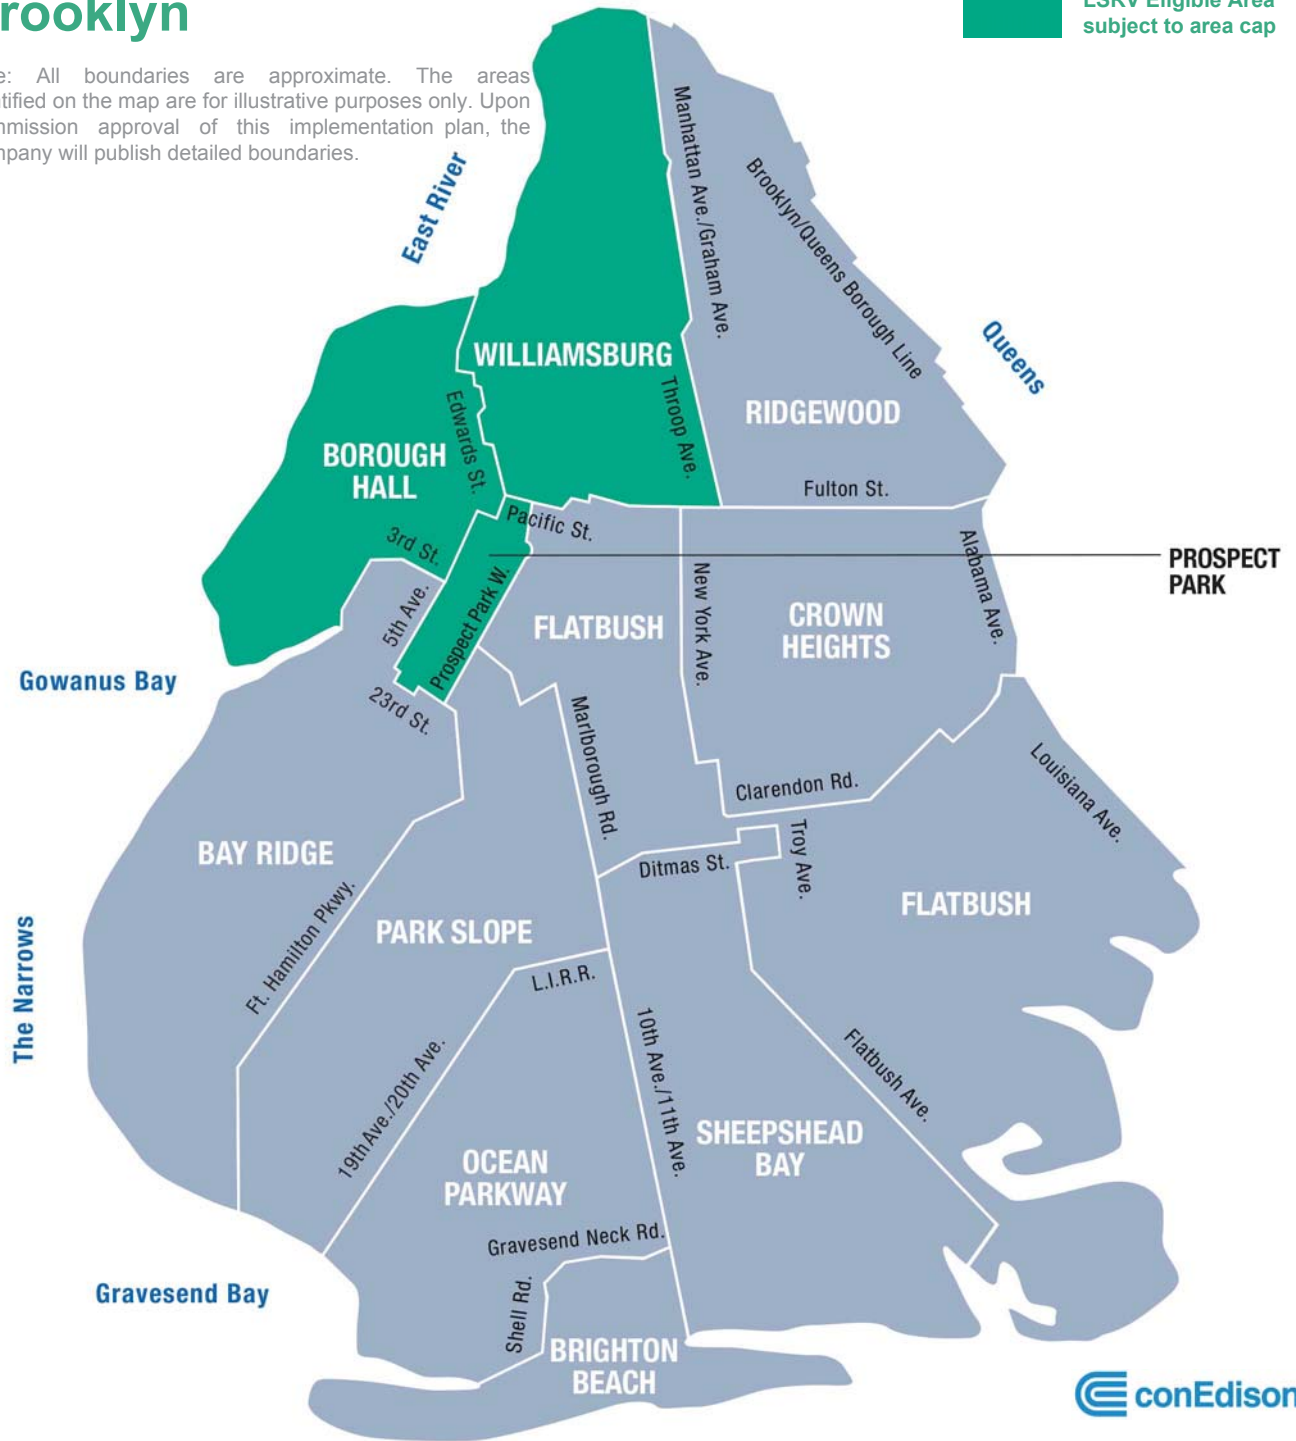 rooklyn
LSRV Eligible Area
subject to area cap
e: All boundaries are approximate. The areas
ntified on the map are for illustrative purposes only. Upon
mmission approval of this implementation plan, the
mpany will publish detailed boundaries.
East River
Manhattan Ave./Graham Ave.
Brooklyn/Queens Borough Line
Queens
WILLIAMSBURG
Throop Ave.
RIDGEWOOD
Edwards St.
BOROUGH
HALL
Fulton St.
Pacific St.
3rd St.
Alabama Ave.
PROSPECT
PARK
5th Ave.
Prospect Park W.
FLATBUSH
New York Ave.
CROWN
HEIGHTS
Gowanus Bay
23rd St.
Marlborough Rd.
Clarendon Rd.
Louisiana Ave.
BAY RIDGE
Ditmas St.
Troy Ave.
FLATBUSH
Ft. Hamilton Pkwy.
PARK SLOPE
The Narrows
L.I.R.R.
19th Ave./20th Ave.
10th Ave./11th Ave.
Flatbush Ave.
SHEEPSHEAD
BAY
OCEAN
PARKWAY
Gravesend Neck Rd.
Gravesend Bay
Shell Rd.
BRIGHTON
BEACH
conEdison